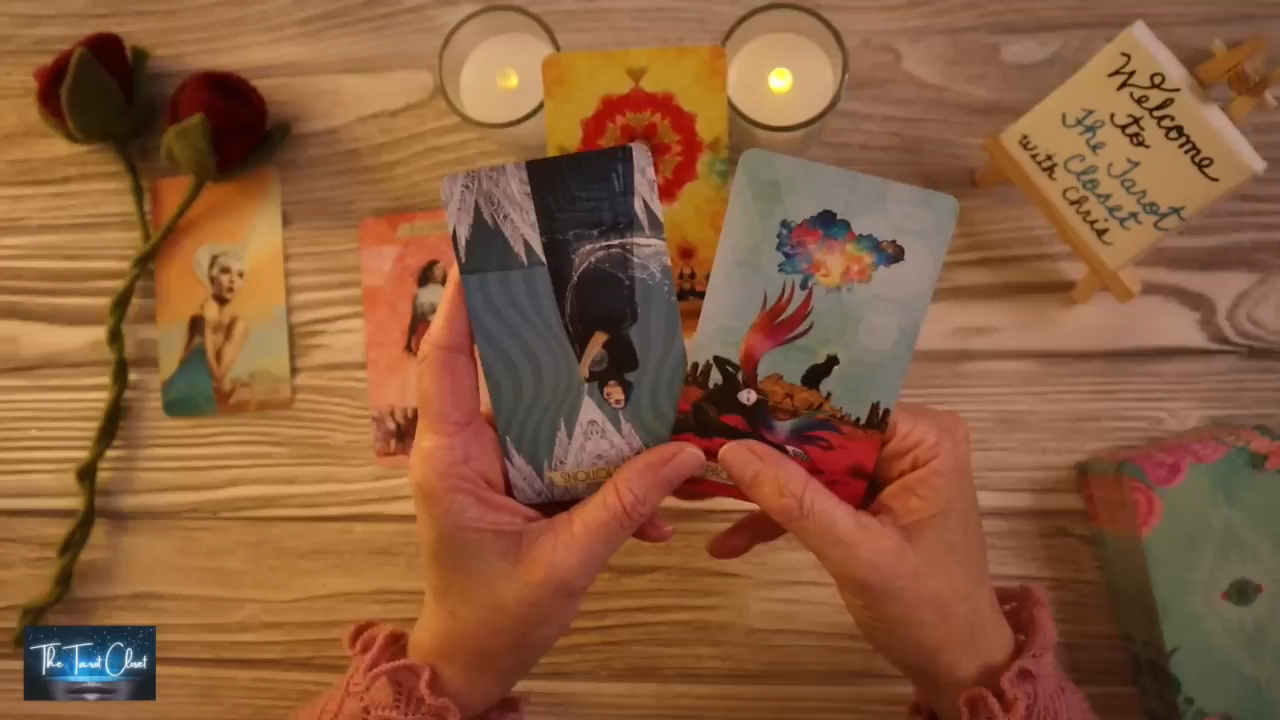 Welcome
to
The Tarot
Closet
with Chris
The Tarot Closet